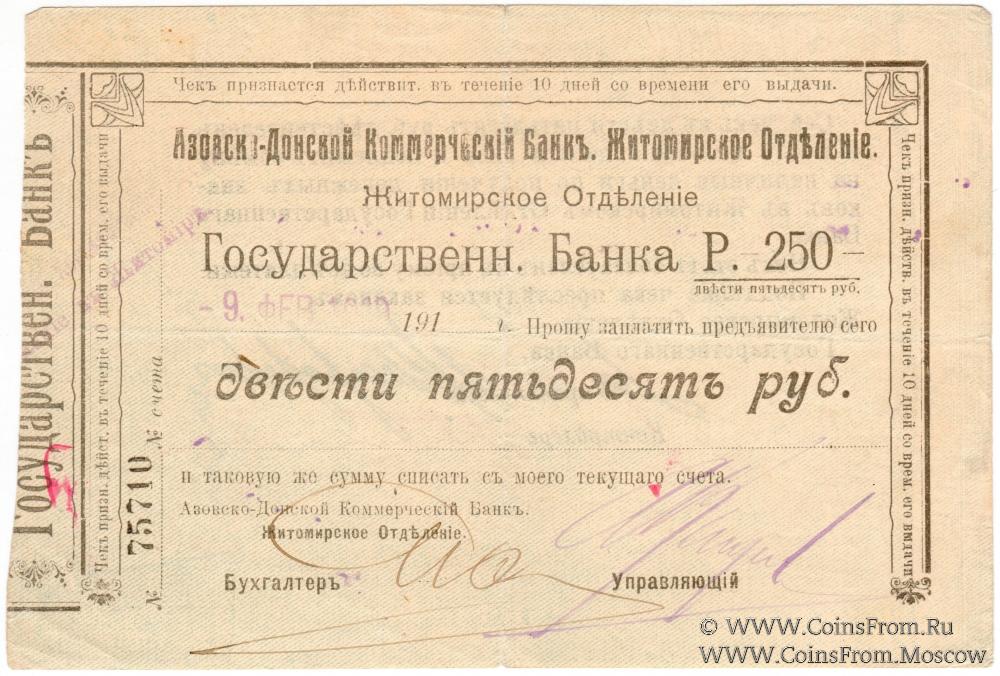 Чекъ признается дѣйствит. въ теченіе 10 дней со времени его выдачи.
Азовско-Донской Коммерческій Банкъ. Житомирское Отдѣленіе.
Житомирское Отдѣленіе
Государственн. Банка Р. 250
двѣсти пятьдесятъ руб.
- 9. ФЕВ
191 г. Прошу заплатить предъявителю сего
двѣсти пятьдесятъ руб.
и таковую же сумму списать съ моего текущаго счета.
Азовско-Донской Коммерческій Банкъ.
Житомирское Отдѣленіе.
Бухгалтеръ Управляющій
Государствен. Банкъ
Чекъ призн. дѣйст. въ теченіе 10 дней со врем. его выдачи
№ 75710 № счета
Чекъ призн. дѣйств. въ теченіе 10 дней со врем. его выдачи
© WWW.CoinsFrom.Ru
WWW.CoinsFrom.Moscow